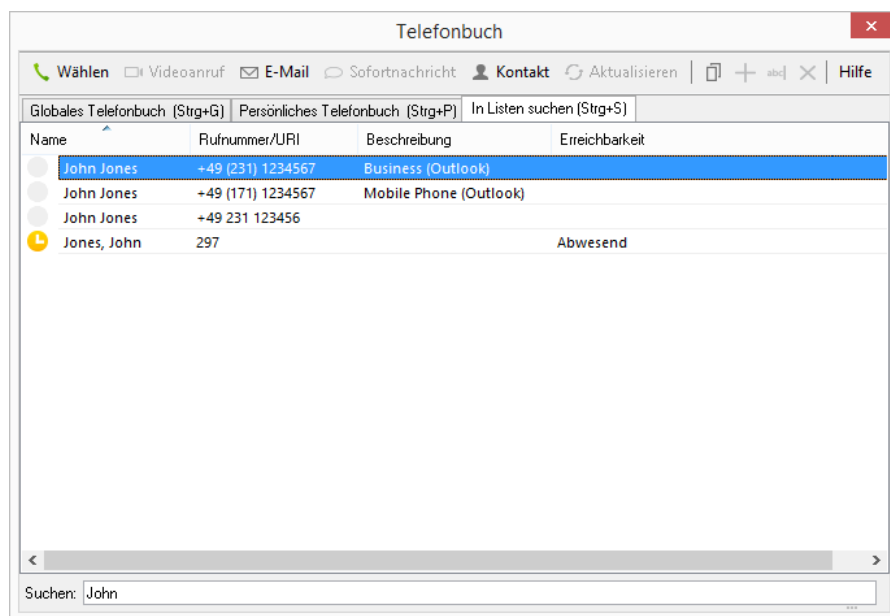 Telefonbuch
Wählen Videoanruf E-Mail Sofortnachricht Kontakt Aktualisieren abc Hilfe
Globales Telefonbuch (Strg+G) Persönliches Telefonbuch (Strg+P) In Listen suchen (Strg+S)
Name Rufnummer/URI Beschreibung Erreichbarkeit
John Jones +49 (231) 1234567 Business (Outlook)
John Jones +49 (171) 1234567 Mobile Phone (Outlook)
John Jones +49 231 123456
Jones, John 297 Abwesend
Suchen: John